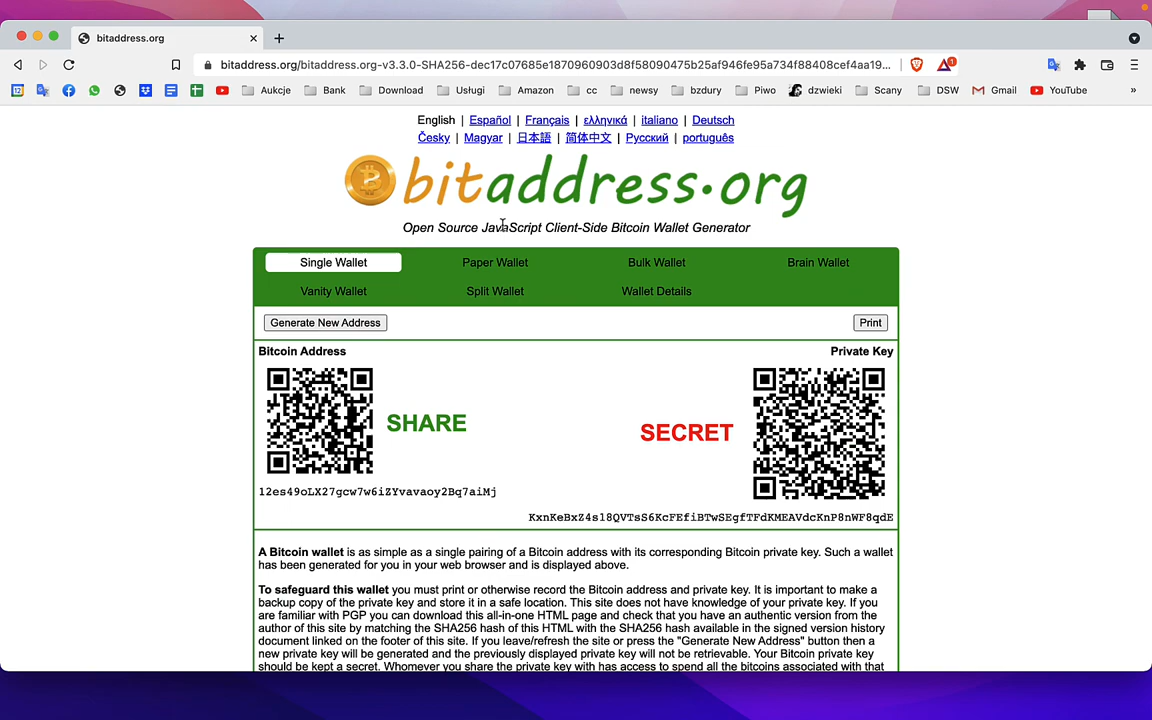 bitaddress.org
bitaddress.org/bitaddress.org-v3.3.0-SHA256-dec17c07685e1870960903d8f58090475b25af946fe95a734f88408cef4aa19...
Aukcje Bank Download Usługi Amazon cc newsy bzdury Piwo dzwieki Scany DSW Gmail YouTube »
English | Español | Français | ελληνικά | italiano | Deutsch
Česky | Magyar | 日本語 | 简体中文 | Русский | português
bitaddress.org
Open Source JavaScript Client-Side Bitcoin Wallet Generator
Single Wallet Paper Wallet Bulk Wallet Brain Wallet
Vanity Wallet Split Wallet Wallet Details
Generate New Address Print
Bitcoin Address Private Key
SHARE SECRET
12es49oLX27gcw7w6iZYvavaoy2Bq7aiMj
KxnKeBxZ4s18QVTsS6KcFEfiBTwSEgfTFdKMEAVdcKnP8nWF8qdE
A Bitcoin wallet is as simple as a single pairing of a Bitcoin address with its corresponding Bitcoin private key. Such a wallet
has been generated for you in your web browser and is displayed above.
To safeguard this wallet you must print or otherwise record the Bitcoin address and private key. It is important to make a
backup copy of the private key and store it in a safe location. This site does not have knowledge of your private key. If you
are familiar with PGP you can download this all-in-one HTML page and check that you have an authentic version from the
author of this site by matching the SHA256 hash of this HTML with the SHA256 hash available in the signed version history
document linked on the footer of this site. If you leave/refresh the site or press the "Generate New Address" button then a
new private key will be generated and the previously displayed private key will not be retrievable. Your Bitcoin private key
should be kept a secret. Whomever you share the private key with has access to spend all the bitcoins associated with that